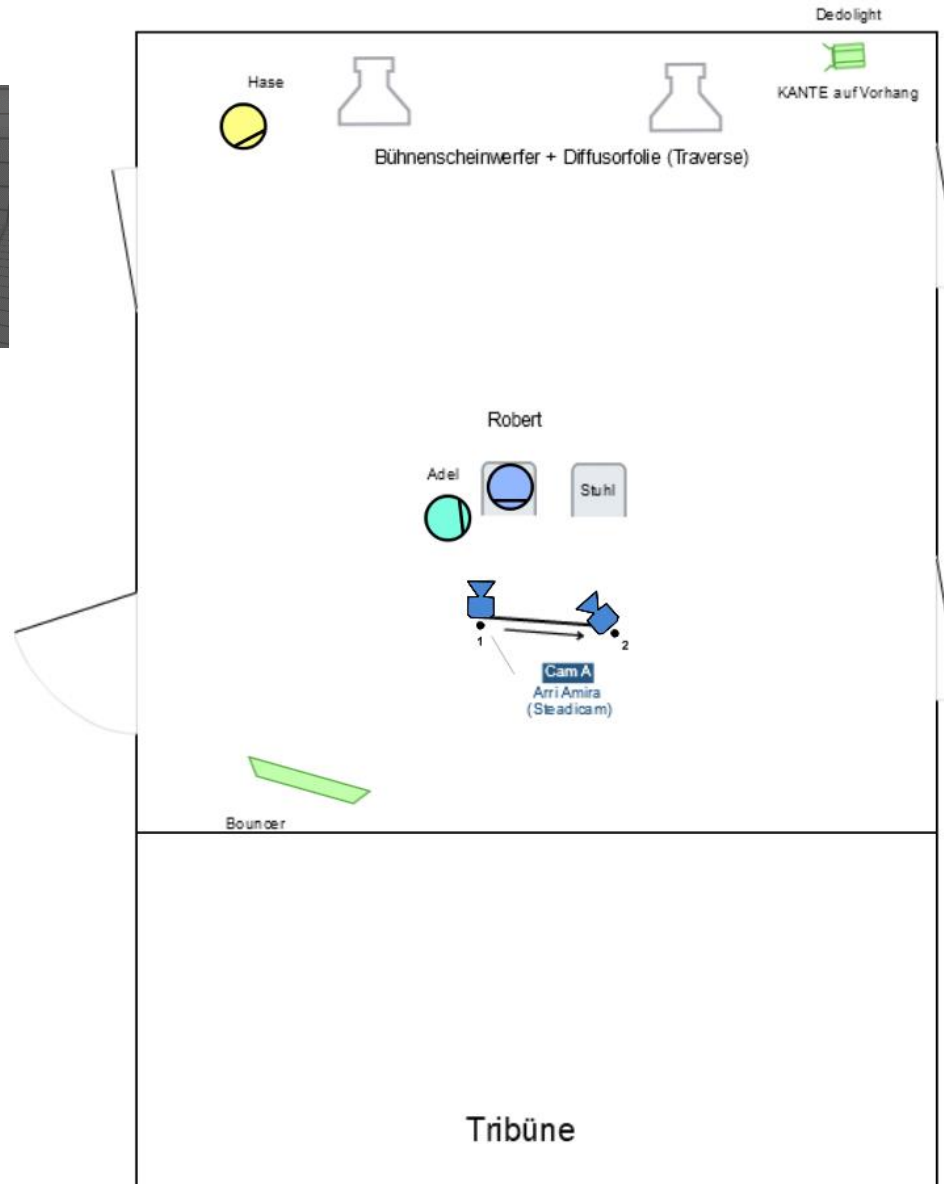 Dedolight
Hase
KANTE auf Vorhang
Bühnenscheinwerfer + Diffusorfolie (Traverse)
Robert
Adel
Stuhl
1
2
Cam A
Arri Amira
(Steadicam)
Bouncer
Tribüne